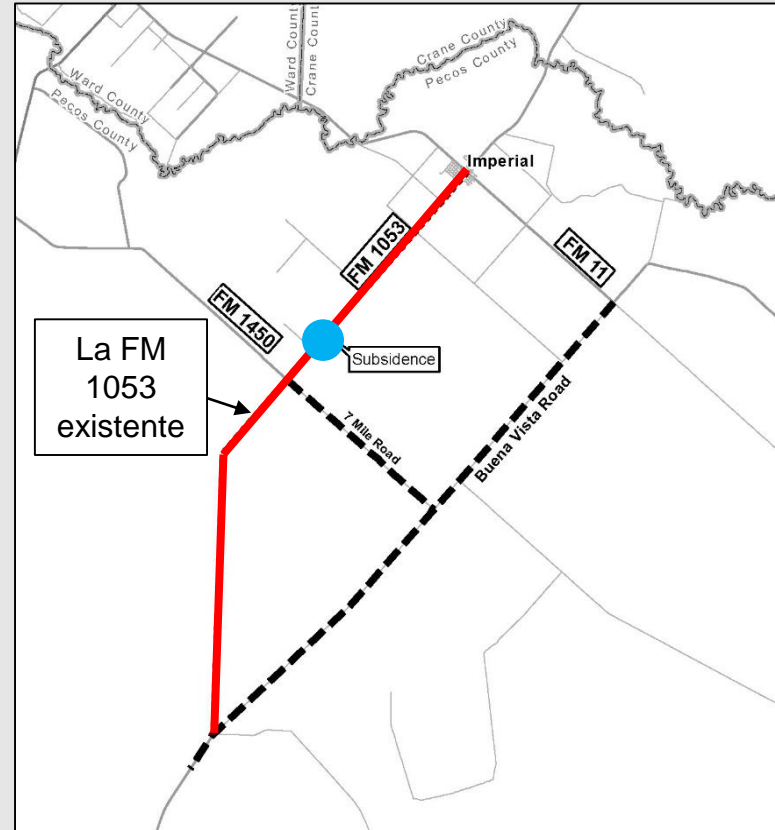 Ward County
Crane County
Crane County
Pecos County
Ward County
Pecos County
Imperial
FM 1053
FM 11
FM 1450
Subsidence
La FM
1053
existente
7 Mile Road
Buena Vista Road